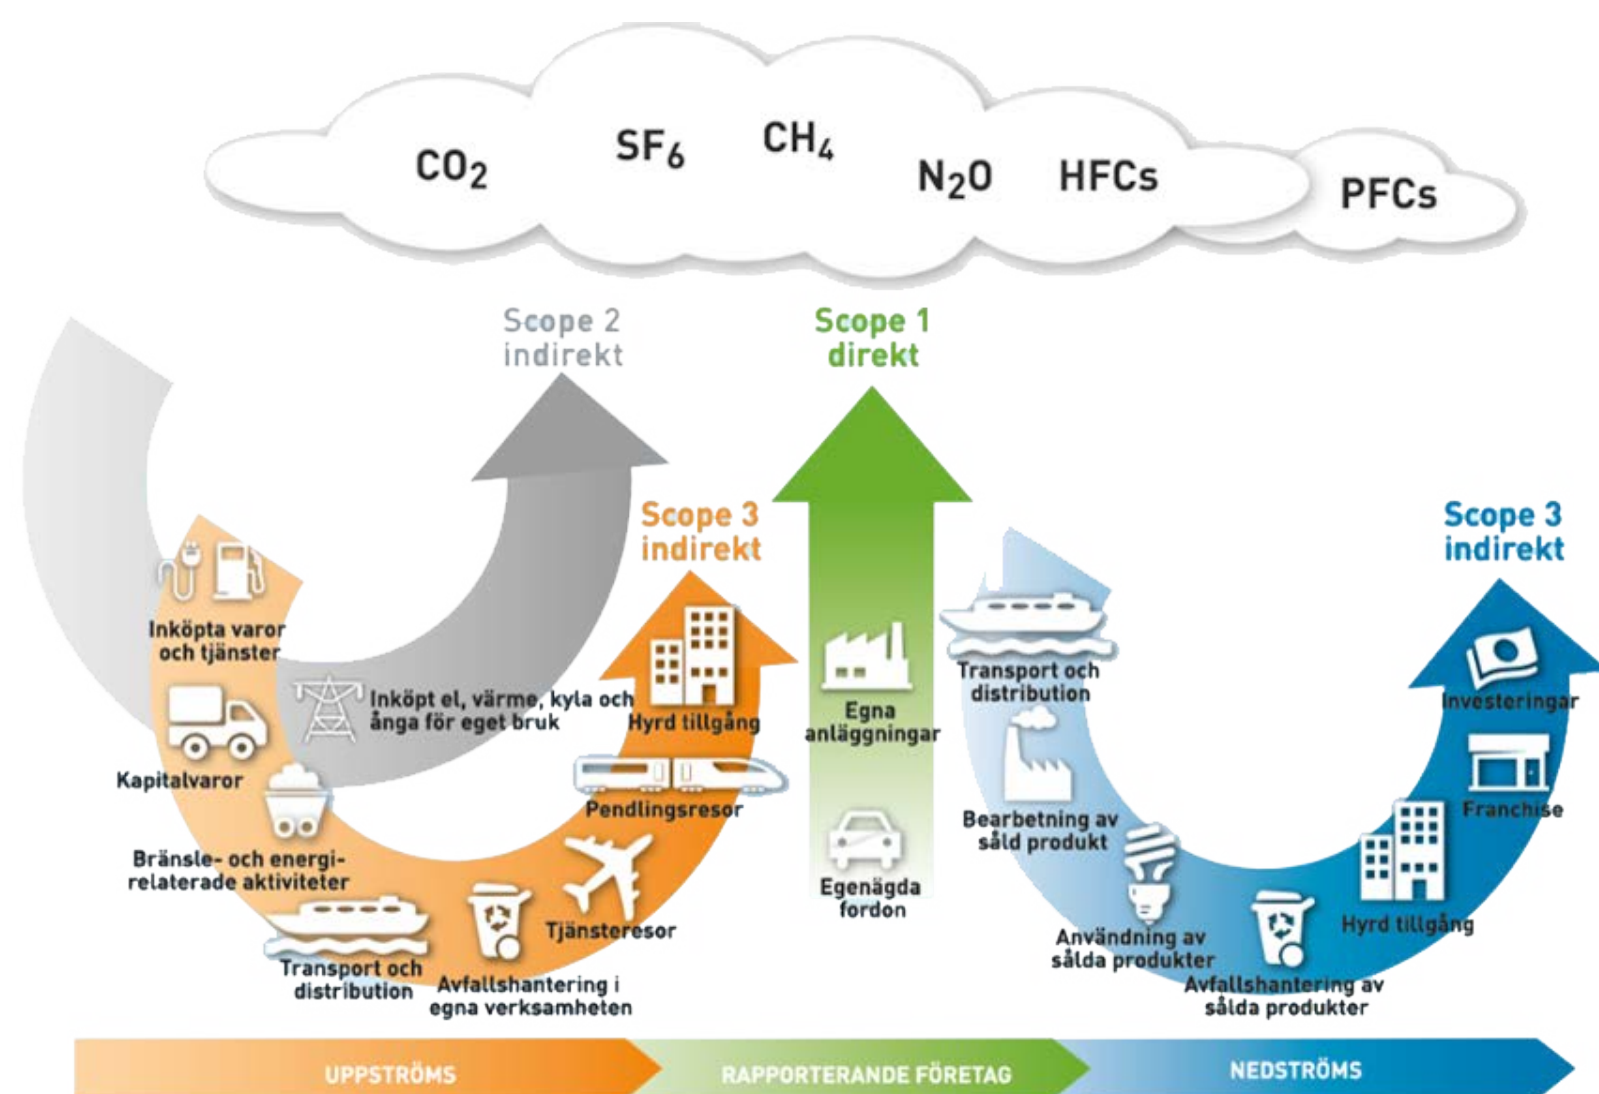 CO₂
SF₆
CH₄
N₂O
HFCs
PFCs
Scope 2
indirekt
Scope 1
direkt
Scope 3
indirekt
Scope 3
indirekt
Inköpta varor
och tjänster
Kapitalvaror
Bränsle- och energi-
relaterade aktiviteter
Transport och
distribution
Avfallshantering i
egna verksamheten
Tjänsteresor
Pendlingsresor
Hyrd tillgång
Inköpt el, värme, kyla och
ånga för eget bruk
Egna
anläggningar
Egenägda
fordon
Transport och
distribution
Bearbetning av
såld produkt
Användning av
sålda produkter
Avfallshantering av
sålda produkter
Hyrd tillgång
Franchise
Investeringar
UPPSTRÖMS
RAPPORTERANDE FÖRETAG
NEDSTRÖMS